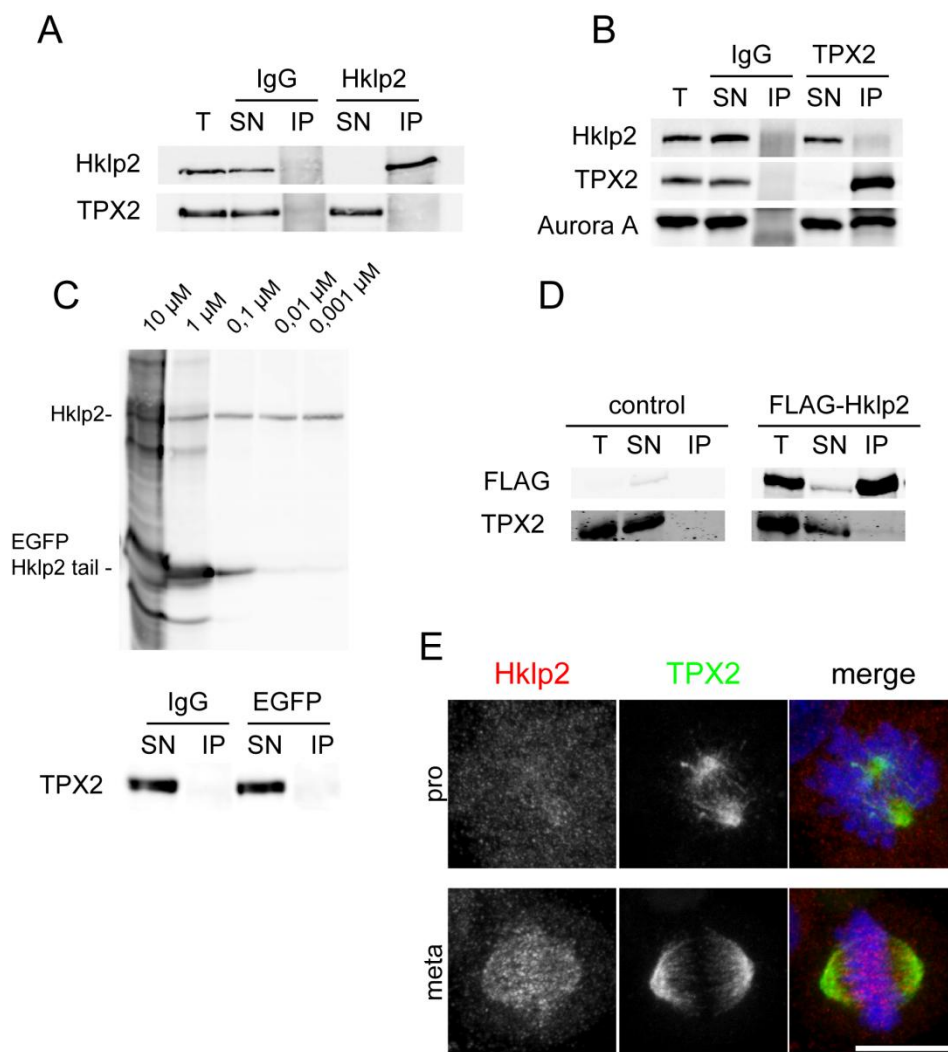 A
IgG Hklp2
T SN IP SN IP
Hklp2
TPX2
B
IgG TPX2
T SN IP SN IP
Hklp2
TPX2
Aurora A
C
10 µM 1 µM 0,1 µM 0,01 µM 0,001 µM
Hklp2-
EGFP
Hklp2 tail -
IgG EGFP
SN IP SN IP
TPX2
D
control FLAG-Hklp2
T SN IP T SN IP
FLAG
TPX2
E
Hklp2 TPX2 merge
pro
meta